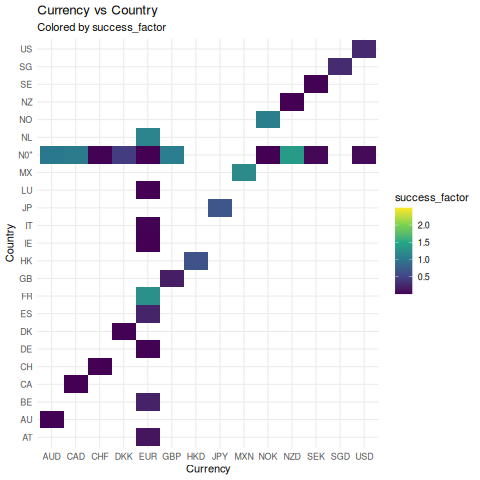 Currency vs Country
Colored by success_factor
US
SG
SE
NZ
NO
NL
N0"
MX
LU
JP
IT
IE
HK
GB
FR
ES
DK
DE
CH
CA
BE
AU
AT
Country
AUD CAD CHF DKK EUR GBP HKD JPY MXN NOK NZD SEK SGD USD
Currency
success_factor
2.0
1.5
1.0
0.5